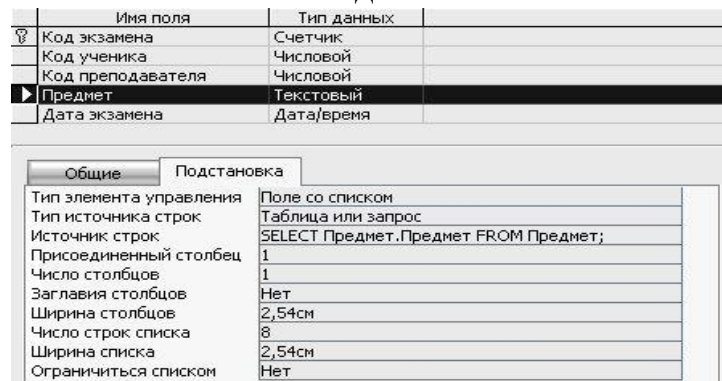 Имя поля Тип данных
Код экзамена Счетчик
Код ученика Числовой
Код преподавателя Числовой
Предмет Текстовый
Дата экзамена Дата/время
Общие Подстановка
Тип элемента управления Поле со списком
Тип источника строк Таблица или запрос
Источник строк SELECT Предмет.Предмет FROM Предмет;
Присоединенный столбец 1
Число столбцов 1
Заглавия столбцов Нет
Ширина столбцов 2,54см
Число строк списка 8
Ширина списка 2,54см
Ограничиться списком Нет